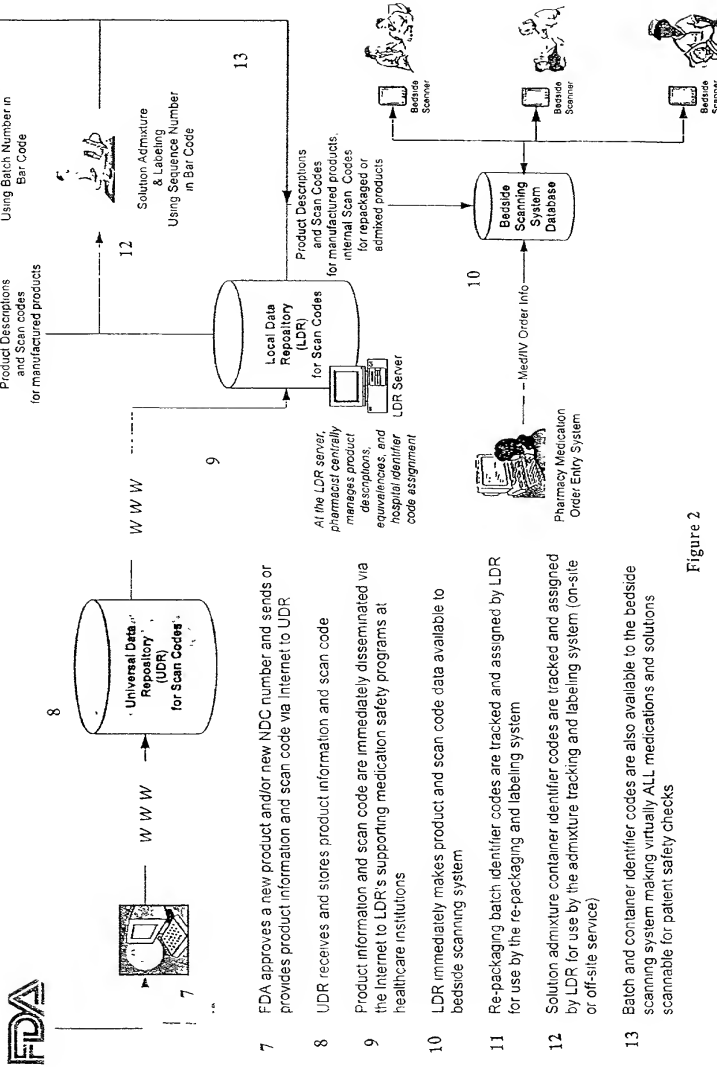 FDA
7
WWW
8
Universal Data
Repository
(UDR)
for Scan Codes
WWW
9
Product Descriptions
and Scan codes
for manufactured products
Using Batch Number in
Bar Code
12
Solution Admixture
& Labeling
Using Sequence Number
in Bar Code
13
Local Data
Repository
(LDR)
for Scan Codes
LDR Server
At the LDR server,
pharmacist centrally
manages product
descriptions,
equivalencies, and
hospital identifier
code assignment
Product Descriptions
and Scan Codes
for manufactured products,
internal Scan Codes
for repackaged or
admixed products
10
Bedside
Scanning
System
Database
Med/IV Order Info
Pharmacy Medication
Order Entry System
Bedside
Scanner
Bedside
Scanner
Bedside
Scanner
7 FDA approves a new product and/or new NDC number and sends or
provides product information and scan code via Internet to UDR
8 UDR receives and stores product information and scan code
9 Product information and scan code are immediately disseminated via
the Internet to LDR's supporting medication safety programs at
healthcare institutions
10 LDR immediately makes product and scan code data available to
bedside scanning system
11 Re-packaging batch identifier codes are tracked and assigned by LDR
for use by the re-packaging and labeling system
12 Solution admixture container identifier codes are tracked and assigned
by LDR for use by the admixture tracking and labeling system (on-site
or off-site service)
13 Batch and container identifier codes are also available to the bedside
scanning system making virtually ALL medications and solutions
scannable for patient safety checks
Figure 2